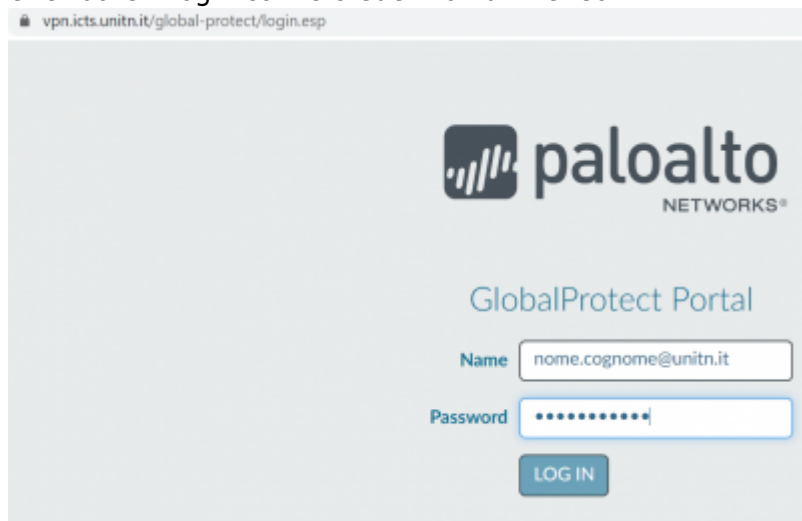 vpn.icts.unitn.it/global-protect/login.esp
paloalto
NETWORKS®
GlobalProtect Portal
Name nome.cognome@unitn.it
Password •••••••••••
LOG IN